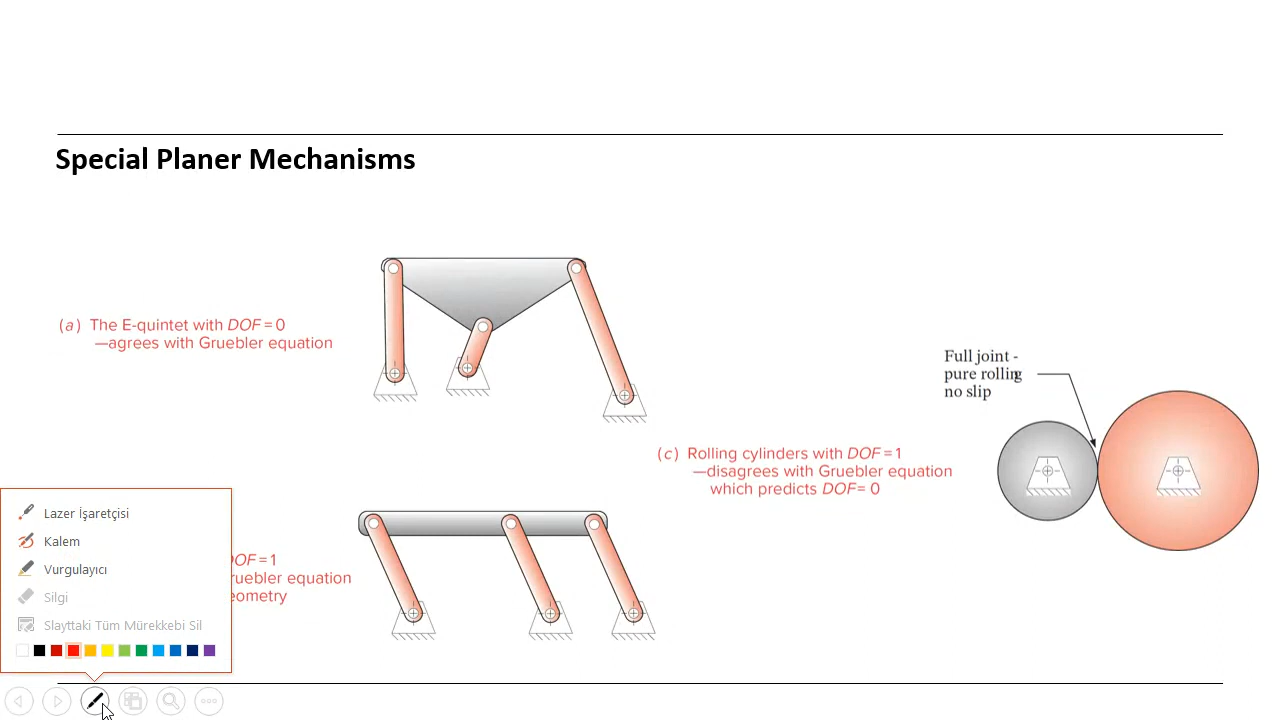 Special Planer Mechanisms
(a) The E-quintet with DOF = 0
—agrees with Gruebler equation
Full joint -
pure rolling
no slip
(c) Rolling cylinders with DOF = 1
—disagrees with Gruebler equation
which predicts DOF = 0
DOF = 1
ruebler equation
eometry
Lazer İşaretçisi
Kalem
Vurgulayıcı
Silgi
Slayttaki Tüm Mürekkebi Sil